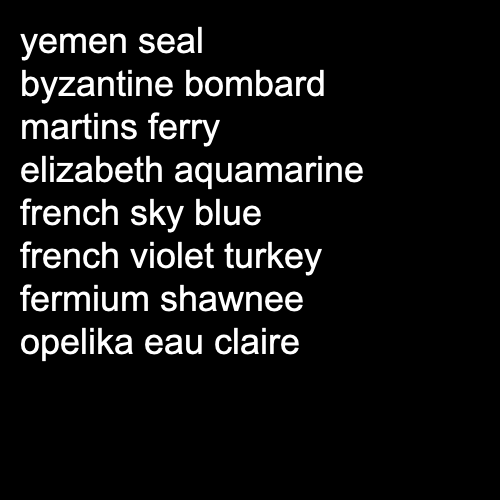 yemen seal
byzantine bombard
martins ferry
elizabeth aquamarine
french sky blue
french violet turkey
fermium shawnee
opelika eau claire